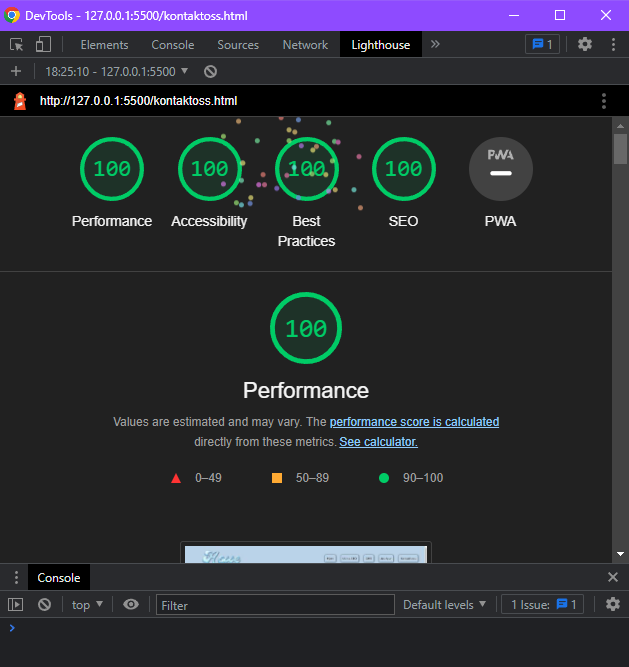 DevTools - 127.0.0.1:5500/kontaktoss.html
Elements Console Sources Network Lighthouse 1
18:25:10 - 127.0.0.1:5500
http://127.0.0.1:5500/kontaktoss.html
100 100 100 100 PWA
Performance Accessibility Best Practices SEO PWA
100
Performance
Values are estimated and may vary. The performance score is calculated
directly from these metrics. See calculator.
0–49 50–89 90–100
Console
top Filter Default levels 1 Issue: 1